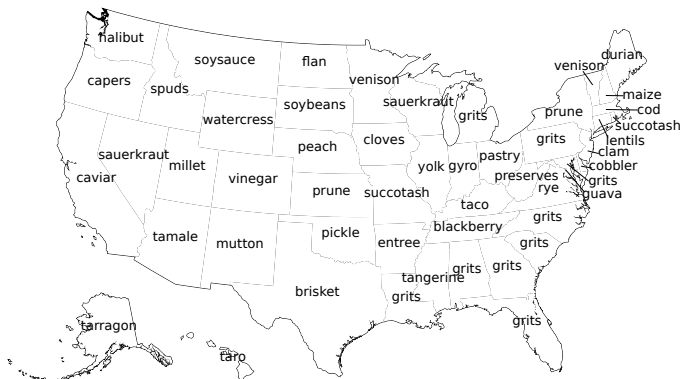 halibut
durian
soysauce
flan
venison
venison
capers
spuds
maize
soybeans
sauerkraut
cod
watercress
grits
prune
succotash
cloves
grits
lentils
peach
sauerkraut
pastry
clam
millet
yolk
gyro
cobbler
caviar
vinegar
preserves
grits
prune
succotash
rye
guava
taco
grits
blackberry
pickle
tamale
mutton
entree
grits
grits
grits
tangerine
brisket
grits
grits
tarragon
taro